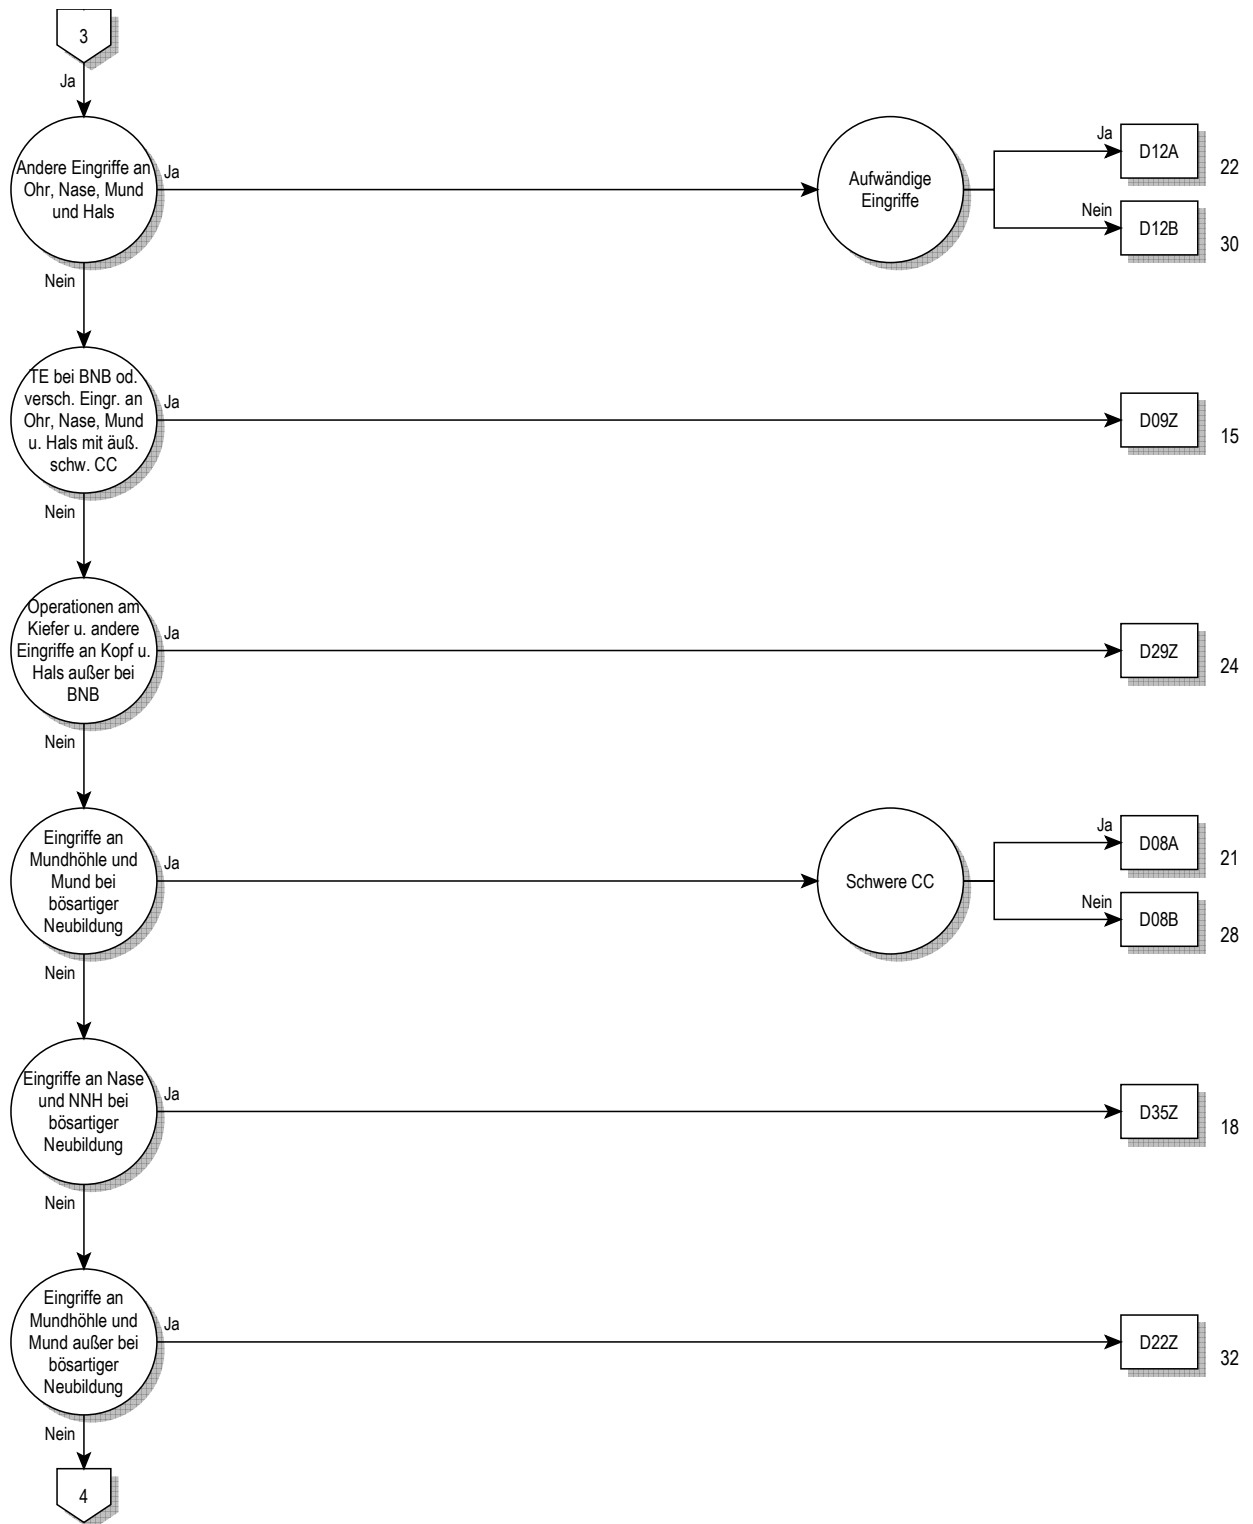 3
Ja
Andere Eingriffe an
Ohr, Nase, Mund
und Hals
Ja
Aufwändige
Eingriffe
Ja
D12A
22
Nein
D12B
30
Nein
TE bei BNB od.
versch. Eingr. an
Ohr, Nase, Mund
u. Hals mit äuß.
schw. CC
Ja
D09Z
15
Nein
Operationen am
Kiefer u. andere
Eingriffe an Kopf u.
Hals außer bei
BNB
Ja
D29Z
24
Nein
Eingriffe an
Mundhöhle und
Mund bei
bösartiger
Neubildung
Ja
Schwere CC
Ja
D08A
21
Nein
D08B
28
Nein
Eingriffe an Nase
und NNH bei
bösartiger
Neubildung
Ja
D35Z
18
Nein
Eingriffe an
Mundhöhle und
Mund außer bei
bösartiger
Neubildung
Ja
D22Z
32
Nein
4